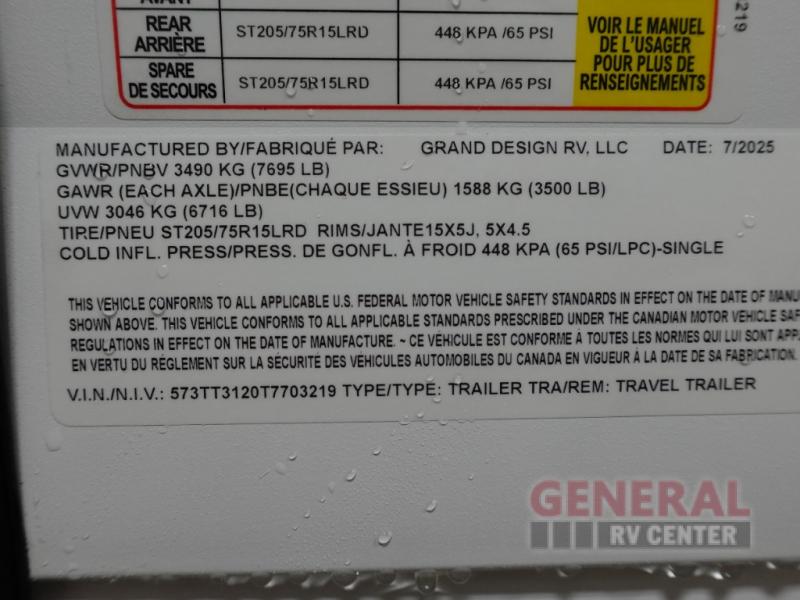 AVANT
REAR
ARRIÈRE
ST205/75R15LRD
448 KPA /65 PSI
SPARE
DE SECOURS
ST205/75R15LRD
448 KPA /65 PSI
VOIR LE MANUEL
DE L'USAGER
POUR PLUS DE
RENSEIGNEMENTS
219
MANUFACTURED BY/FABRIQUÉ PAR: GRAND DESIGN RV, LLC DATE: 7/2025
GVWR/PNBV 3490 KG (7695 LB)
GAWR (EACH AXLE)/PNBE(CHAQUE ESSIEU) 1588 KG (3500 LB)
UVW 3046 KG (6716 LB)
TIRE/PNEU ST205/75R15LRD RIMS/JANTE15X5J, 5X4.5
COLD INFL. PRESS/PRESS. DE GONFL. À FROID 448 KPA (65 PSI/LPC)-SINGLE
THIS VEHICLE CONFORMS TO ALL APPLICABLE U.S. FEDERAL MOTOR VEHICLE SAFETY STANDARDS IN EFFECT ON THE DATE OF MANU
SHOWN ABOVE. THIS VEHICLE CONFORMS TO ALL APPLICABLE STANDARDS PRESCRIBED UNDER THE CANADIAN MOTOR VEHICLE SAF
REGULATIONS IN EFFECT ON THE DATE OF MANUFACTURE. ~ CE VÉHICULE EST CONFORME À TOUTES LES NORMES QUI LUI SONT APPL
EN VERTU DU RÉGLEMENT SUR LA SÉCURITÉ DES VÉHICULES AUTOMOBILES DU CANADA EN VIGUEUR À LA DATE DE SA FABRICATION.
V.I.N./N.I.V.: 573TT3120T7703219 TYPE/TYPE: TRAILER TRA/REM: TRAVEL TRAILER
GENERAL
RV CENTER